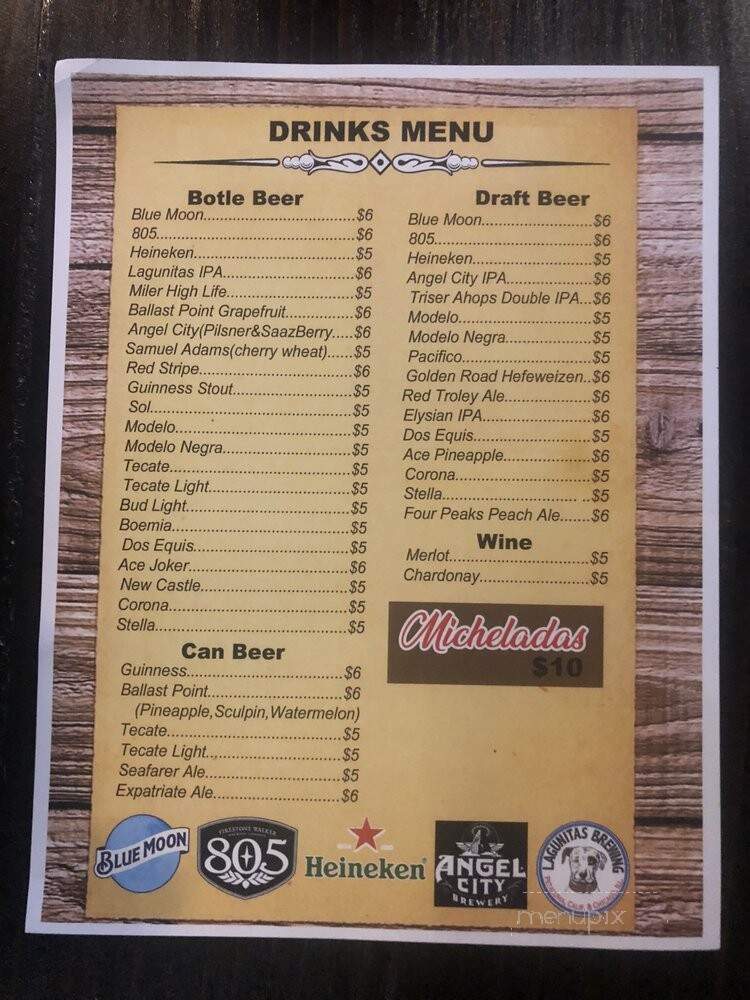 DRINKS MENU
Botle Beer
Blue Moon....................................$6
805................................................$6
Heineken.......................................$5
Lagunitas IPA................................$6
Miler High Life...............................$5
Ballast Point Grapefruit.................$6
Angel City(Pilsner&SaazBerry.....$6
Samuel Adams(cherry wheat)......$5
Red Stripe.....................................$6
Guinness Stout.............................$5
Sol.................................................$5
Modelo..........................................$5
Modelo Negra...............................$5
Tecate...........................................$5
Tecate Light..................................$5
Bud Light.......................................$5
Boemia..........................................$5
Dos Equis.....................................$5
Ace Joker......................................$6
New Castle...................................$5
Corona..........................................$5
Stella.............................................$5
Can Beer
Guinness.......................................$6
Ballast Point..................................$6
(Pineapple,Sculpin,Watermelon)
Tecate...........................................$5
Tecate Light..................................$5
Seafarer Ale..................................$5
Expatriate Ale................................$6
Draft Beer
Blue Moon...........................$6
805......................................$6
Heineken.............................$5
Angel City IPA.....................$6
Triser Ahops Double IPA...$6
Modelo................................$5
Modelo Negra.....................$5
Pacifico...............................$5
Golden Road Hefeweizen..$6
Red Troley Ale....................$6
Elysian IPA..........................$6
Dos Equis...........................$5
Ace Pineapple....................$6
Corona................................$5
Stella................................. ..$5
Four Peaks Peach Ale.......$6
Wine
Merlot..................................$5
Chardonay..........................$5
Micheladas
$10
BLUE MOON
FIRESTONE WALKER
805
Heineken
ANGEL
CITY
BREWERY
LAGUNITAS BREWING
PETALUMA, CALIF. & CHICAGO, ILL
menupix